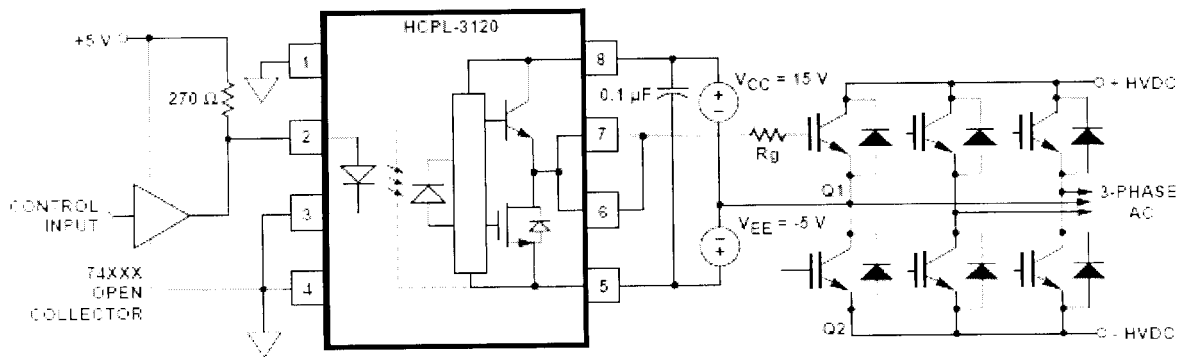 HCPL-3120
+5 V
270 Ω
1
2
3
4
8
7
6
5
0.1 µF
VCC = 15 V
VEE = -5 V
Rg
Q1
Q2
+ HVDC
3-PHASE
AC
- HVDC
CONTROL
INPUT
74XXX
OPEN
COLLECTOR